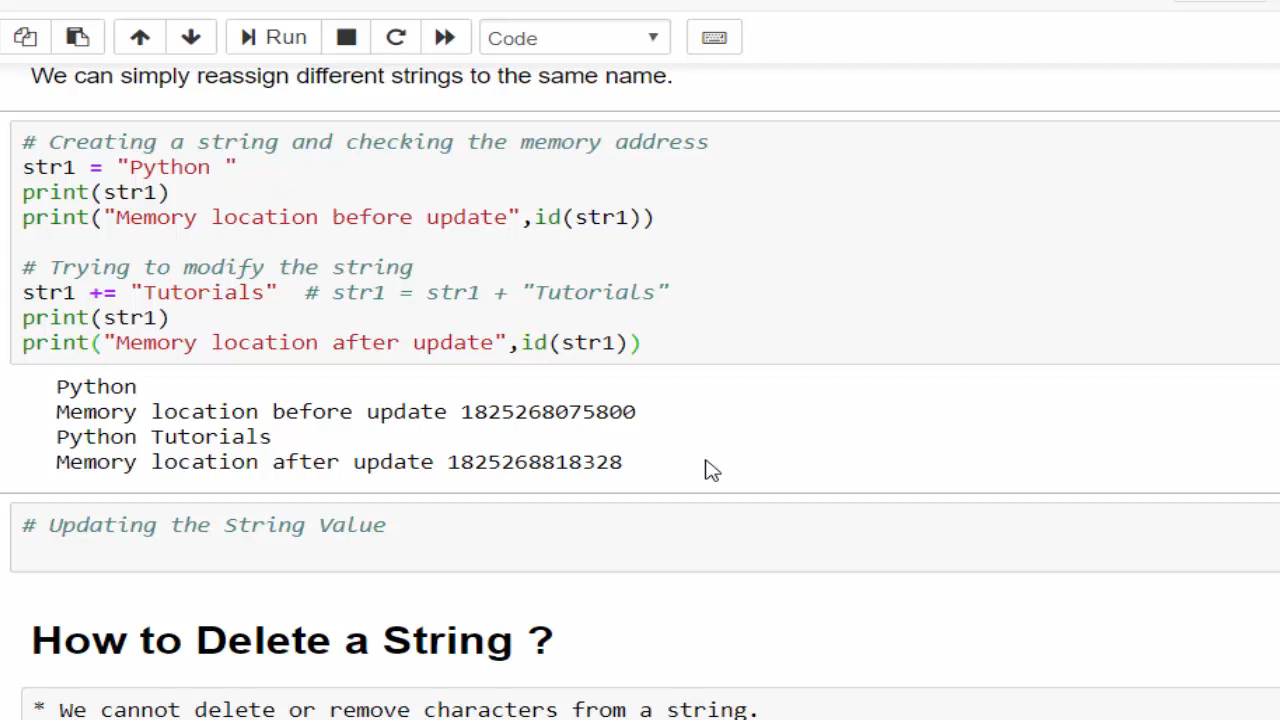 Run
Code
We can simply reassign different strings to the same name.
# Creating a string and checking the memory address
str1 = "Python "
print(str1)
print("Memory location before update",id(str1))
# Trying to modify the string
str1 += "Tutorials"  # str1 = str1 + "Tutorials"
print(str1)
print("Memory location after update",id(str1))
Python
Memory location before update 1825268075800
Python Tutorials
Memory location after update 1825268818328
# Updating the String Value
How to Delete a String ?
* We cannot delete or remove characters from a string.